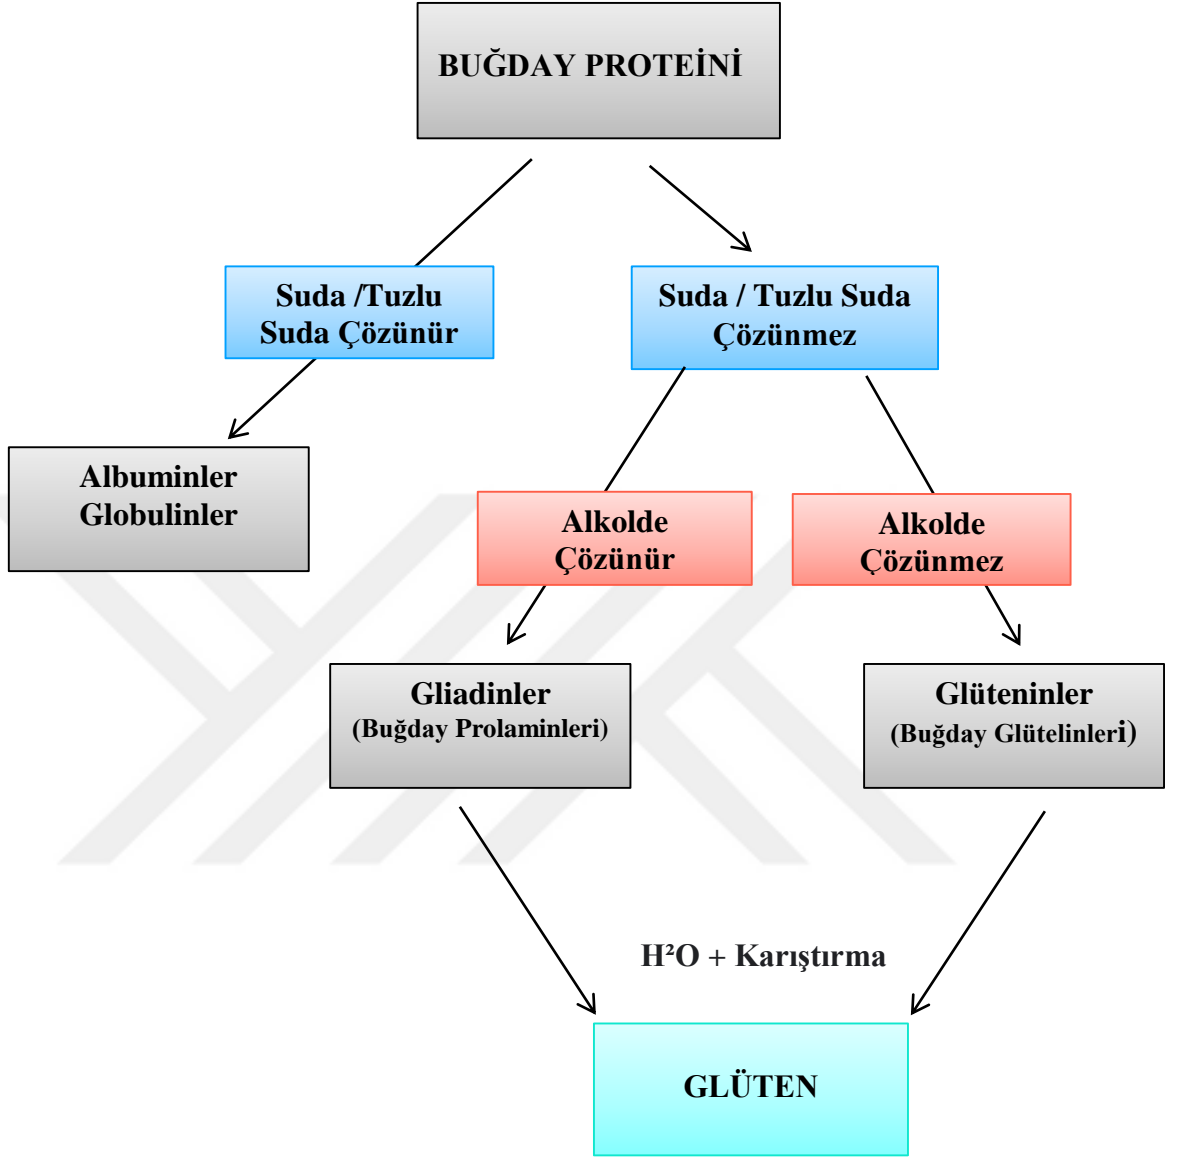 BUĞDAY PROTEİNİ
Suda /Tuzlu
Suda Çözünür
Suda / Tuzlu Suda
Çözünmez
Albuminler
Globulinler
Alkolde
Çözünür
Alkolde
Çözünmez
Gliadinler
(Buğday Prolaminleri)
Glüteninler
(Buğday Glütelinleri)
H²O + Karıştırma
GLÜTEN